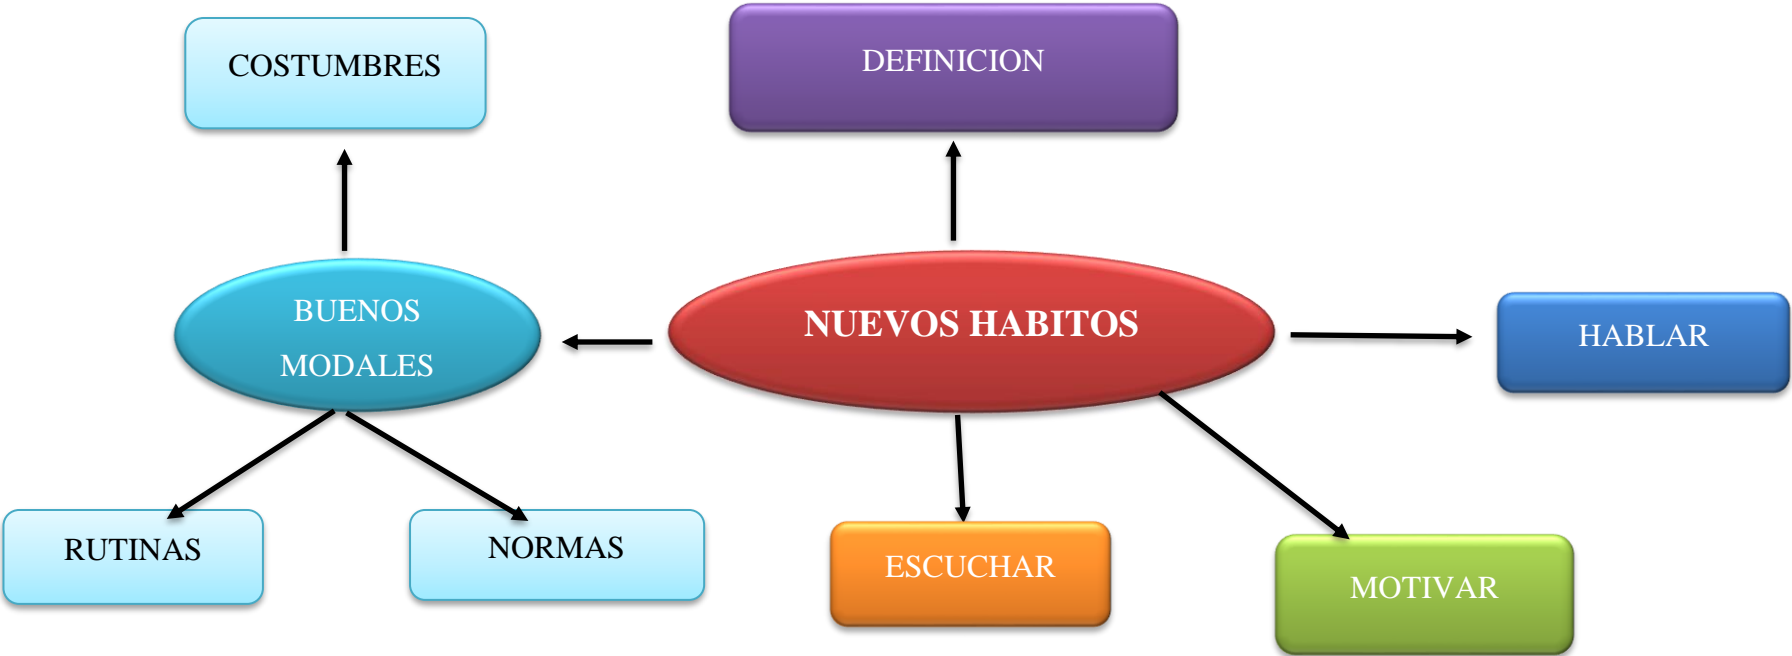 COSTUMBRES
DEFINICION
BUENOS
MODALES
NUEVOS HABITOS
HABLAR
RUTINAS
NORMAS
ESCUCHAR
MOTIVAR